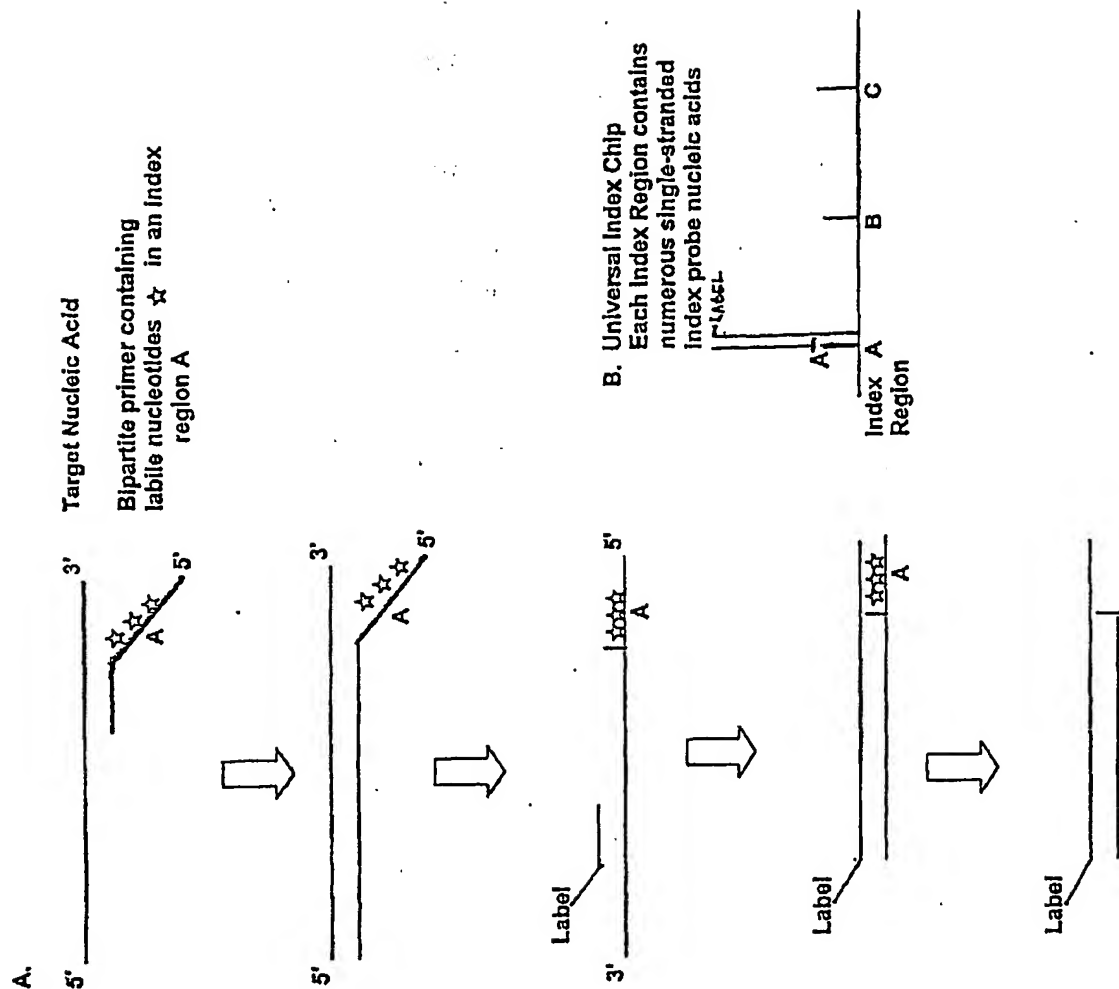 A.
5'
3'
Target Nucleic Acid
Bipartite primer containing
labile nucleotides ☆ in an Index
region A
A
5'
5'
3'
A
5'
Label
3'
A
5'
Label
A
Label
B. Universal Index Chip
Each Index Region contains
numerous single-stranded
index probe nucleic acids
LABEL
A'
Index A
Region
B
C